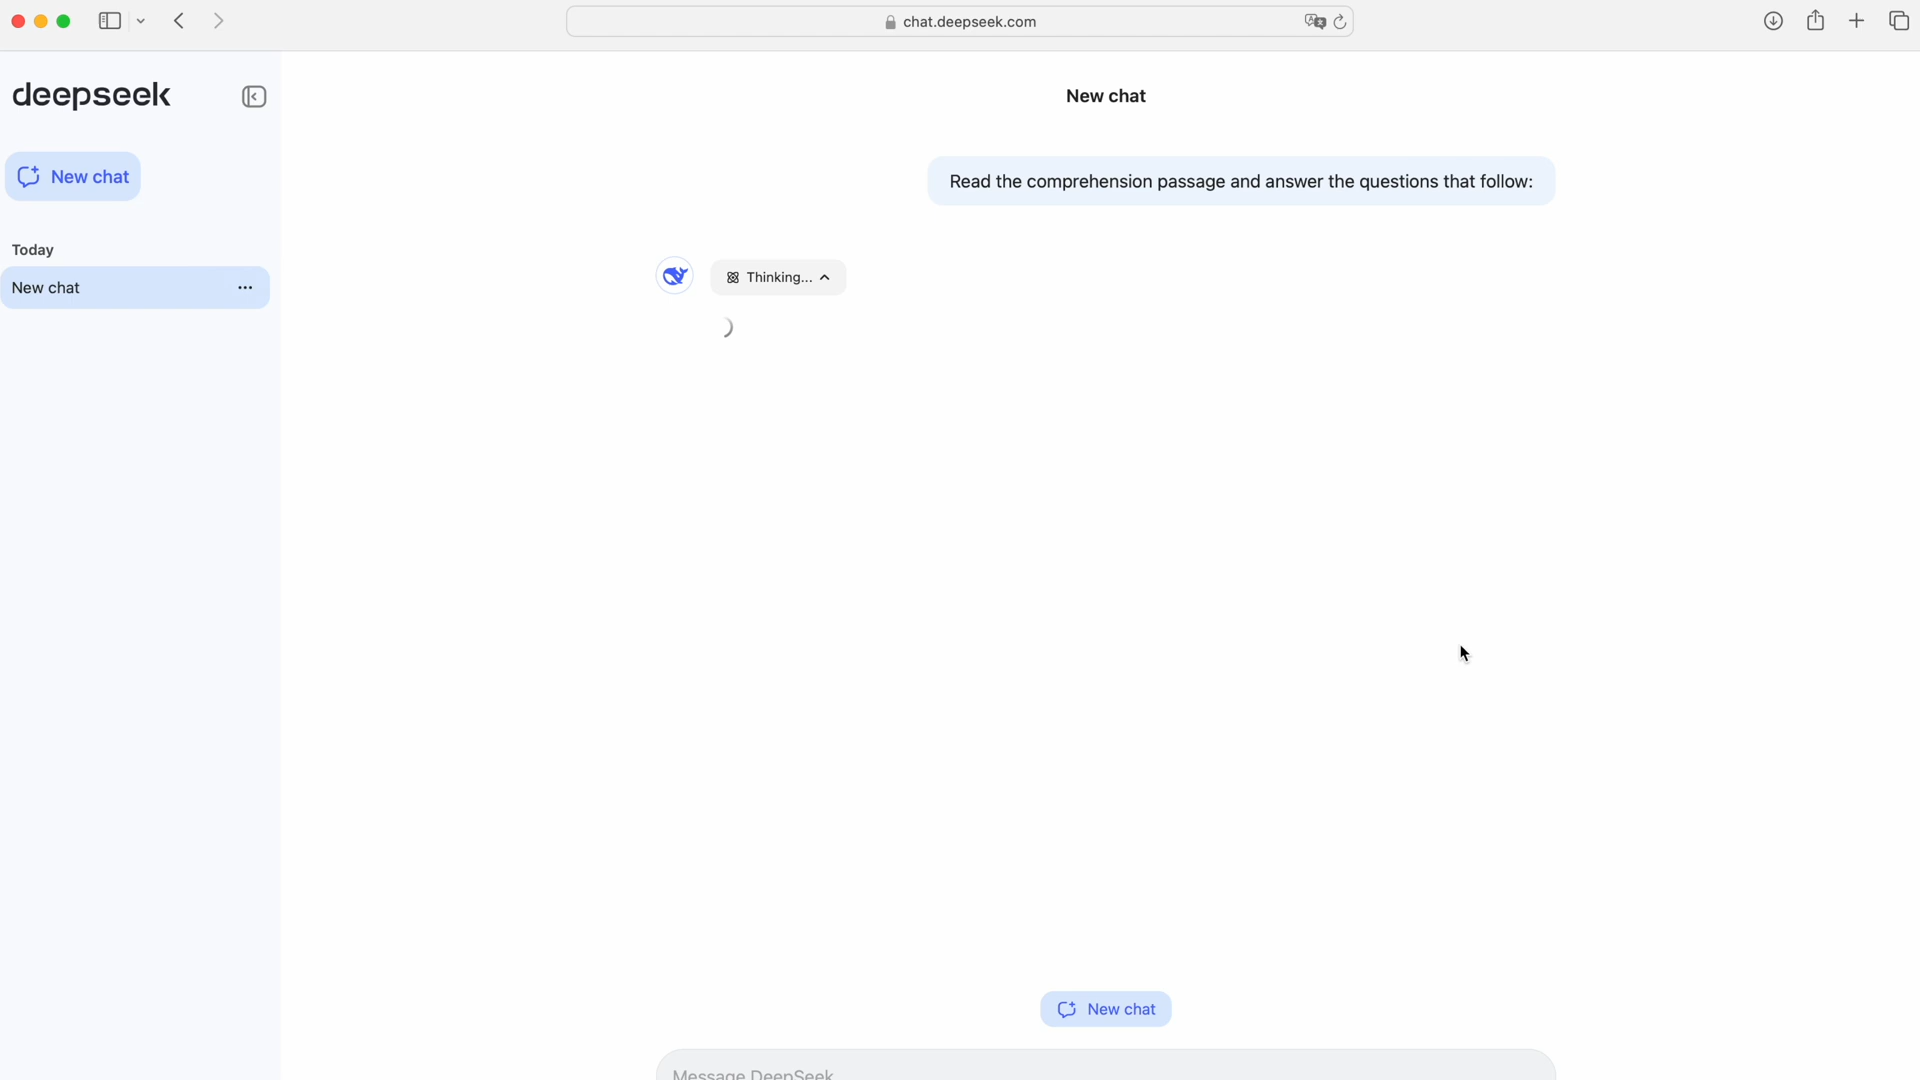 chat.deepseek.com
deepseek
New chat
New chat
Today
New chat
Read the comprehension passage and answer the questions that follow:
Thinking...
New chat
Message DeepSeek